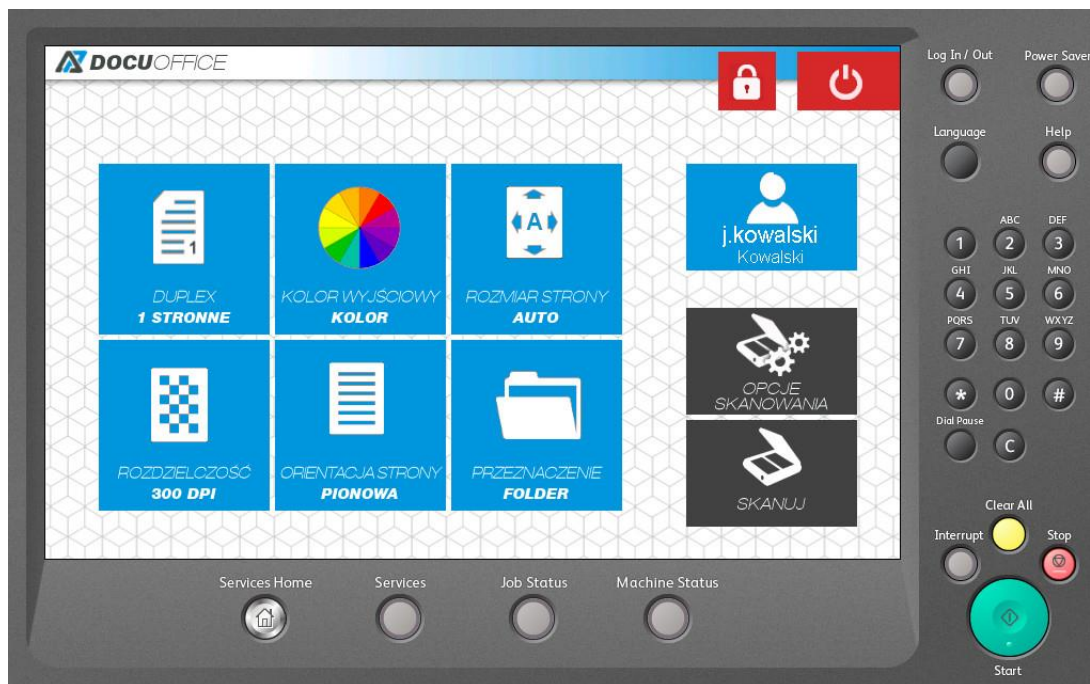 DOCUOFFICE
1
DUPLEX
1 STRONNE
KOLOR WYJŚCIOWY
KOLOR
A
ROZMIAR STRONY
AUTO
j.kowalski
Kowalski
ROZDZIELCZOŚĆ
300 DPI
ORIENTACJA STRONY
PIONOWA
PRZEZNACZENIE
FOLDER
OPCJE
SKANOWANIA
SKANUJ
Services Home
Services
Job Status
Machine Status
Log In / Out
Power Saver
Language
Help
ABC
DEF
1
2
3
GHI
JKL
MNO
4
5
6
PQRS
TUV
WXYZ
7
8
9
*
0
#
Dial Pause
C
Clear All
Interrupt
Stop
Start